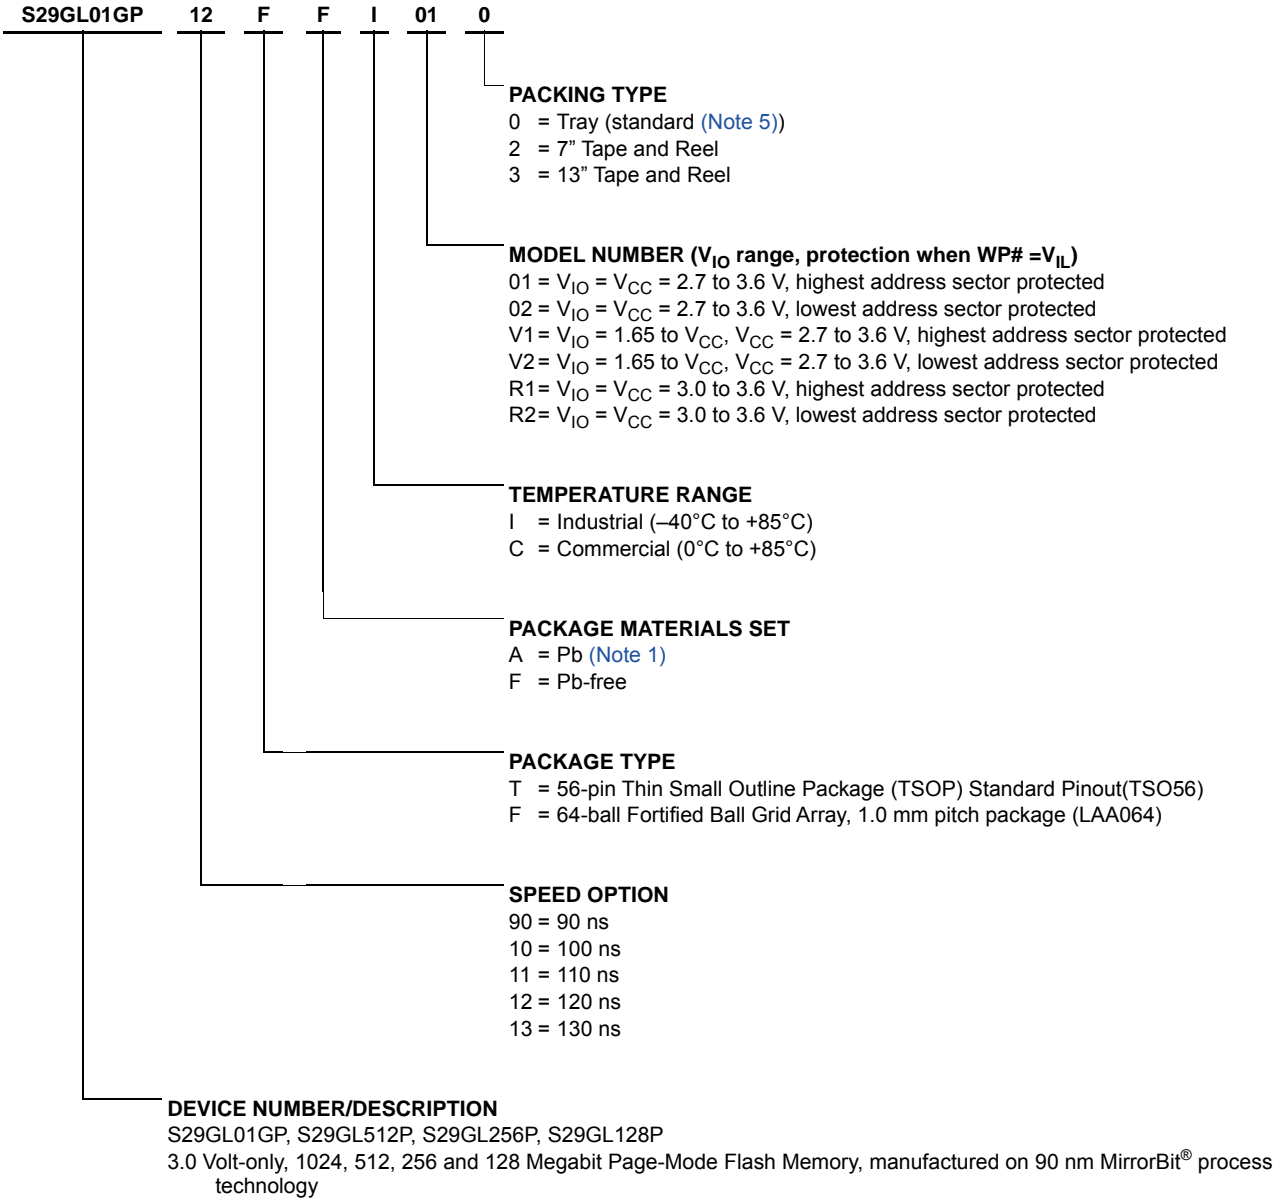 S29GL01GP 12 F F I 01 0
PACKING TYPE
0 = Tray (standard (Note 5))
2 = 7” Tape and Reel
3 = 13” Tape and Reel
MODEL NUMBER (VIO range, protection when WP# =VIL)
01 = VIO = VCC = 2.7 to 3.6 V, highest address sector protected
02 = VIO = VCC = 2.7 to 3.6 V, lowest address sector protected
V1 = VIO = 1.65 to VCC, VCC = 2.7 to 3.6 V, highest address sector protected
V2 = VIO = 1.65 to VCC, VCC = 2.7 to 3.6 V, lowest address sector protected
R1 = VIO = VCC = 3.0 to 3.6 V, highest address sector protected
R2 = VIO = VCC = 3.0 to 3.6 V, lowest address sector protected
TEMPERATURE RANGE
I = Industrial (–40°C to +85°C)
C = Commercial (0°C to +85°C)
PACKAGE MATERIALS SET
A = Pb (Note 1)
F = Pb-free
PACKAGE TYPE
T = 56-pin Thin Small Outline Package (TSOP) Standard Pinout(TSO56)
F = 64-ball Fortified Ball Grid Array, 1.0 mm pitch package (LAA064)
SPEED OPTION
90 = 90 ns
10 = 100 ns
11 = 110 ns
12 = 120 ns
13 = 130 ns
DEVICE NUMBER/DESCRIPTION
S29GL01GP, S29GL512P, S29GL256P, S29GL128P
3.0 Volt-only, 1024, 512, 256 and 128 Megabit Page-Mode Flash Memory, manufactured on 90 nm MirrorBit® process
technology